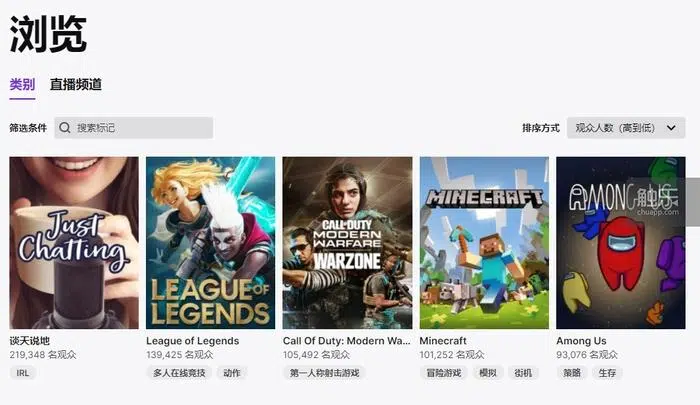 浏览
类别 直播频道
筛选条件 搜索标记 排序方式 观众人数（高到低）
Just
Chatting
LEAGUE OF
LEGENDS
CALL OF DUTY
MODERN
WARFARE
WARZONE
MINECRAFT
AMONG US
触乐
chuapp.com
谈天说地
219,348 名观众
IRL
League of Legends
139,425 名观众
多人在线竞技 动作
Call Of Duty: Modern Wa...
105,492 名观众
第一人称射击游戏
Minecraft
101,252 名观众
冒险游戏 模拟 街机
Among Us
93,076 名观众
策略 生存